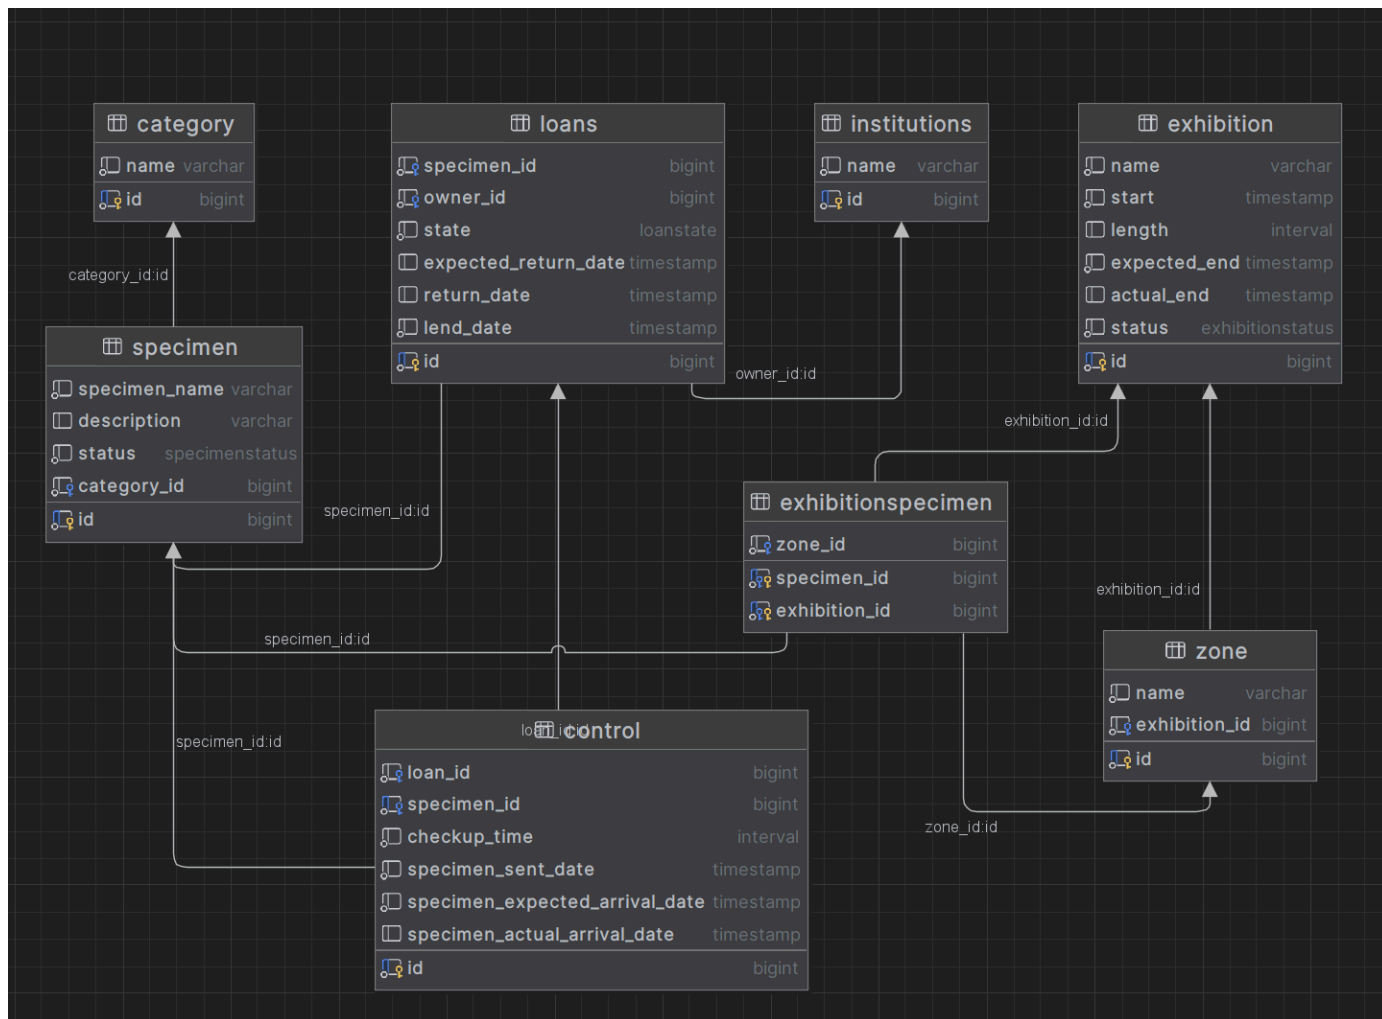 category
name varchar
id bigint
loans
specimen_id bigint
owner_id bigint
state loanstate
expected_return_date timestamp
return_date timestamp
lend_date timestamp
id bigint
institutions
name varchar
id bigint
exhibition
name varchar
start timestamp
length interval
expected_end timestamp
actual_end timestamp
status exhibitionstatus
id bigint
category_id:id
specimen
specimen_name varchar
description varchar
status specimenstatus
category_id bigint
id bigint
owner_id:id
exhibition_id:id
specimen_id:id
exhibitionspecimen
zone_id bigint
specimen_id bigint
exhibition_id bigint
exhibition_id:id
specimen_id:id
zone
name varchar
exhibition_id bigint
id bigint
specimen_id:id
loan_id:id
control
loan_id bigint
specimen_id bigint
checkup_time interval
specimen_sent_date timestamp
specimen_expected_arrival_date timestamp
specimen_actual_arrival_date timestamp
id bigint
zone_id:id